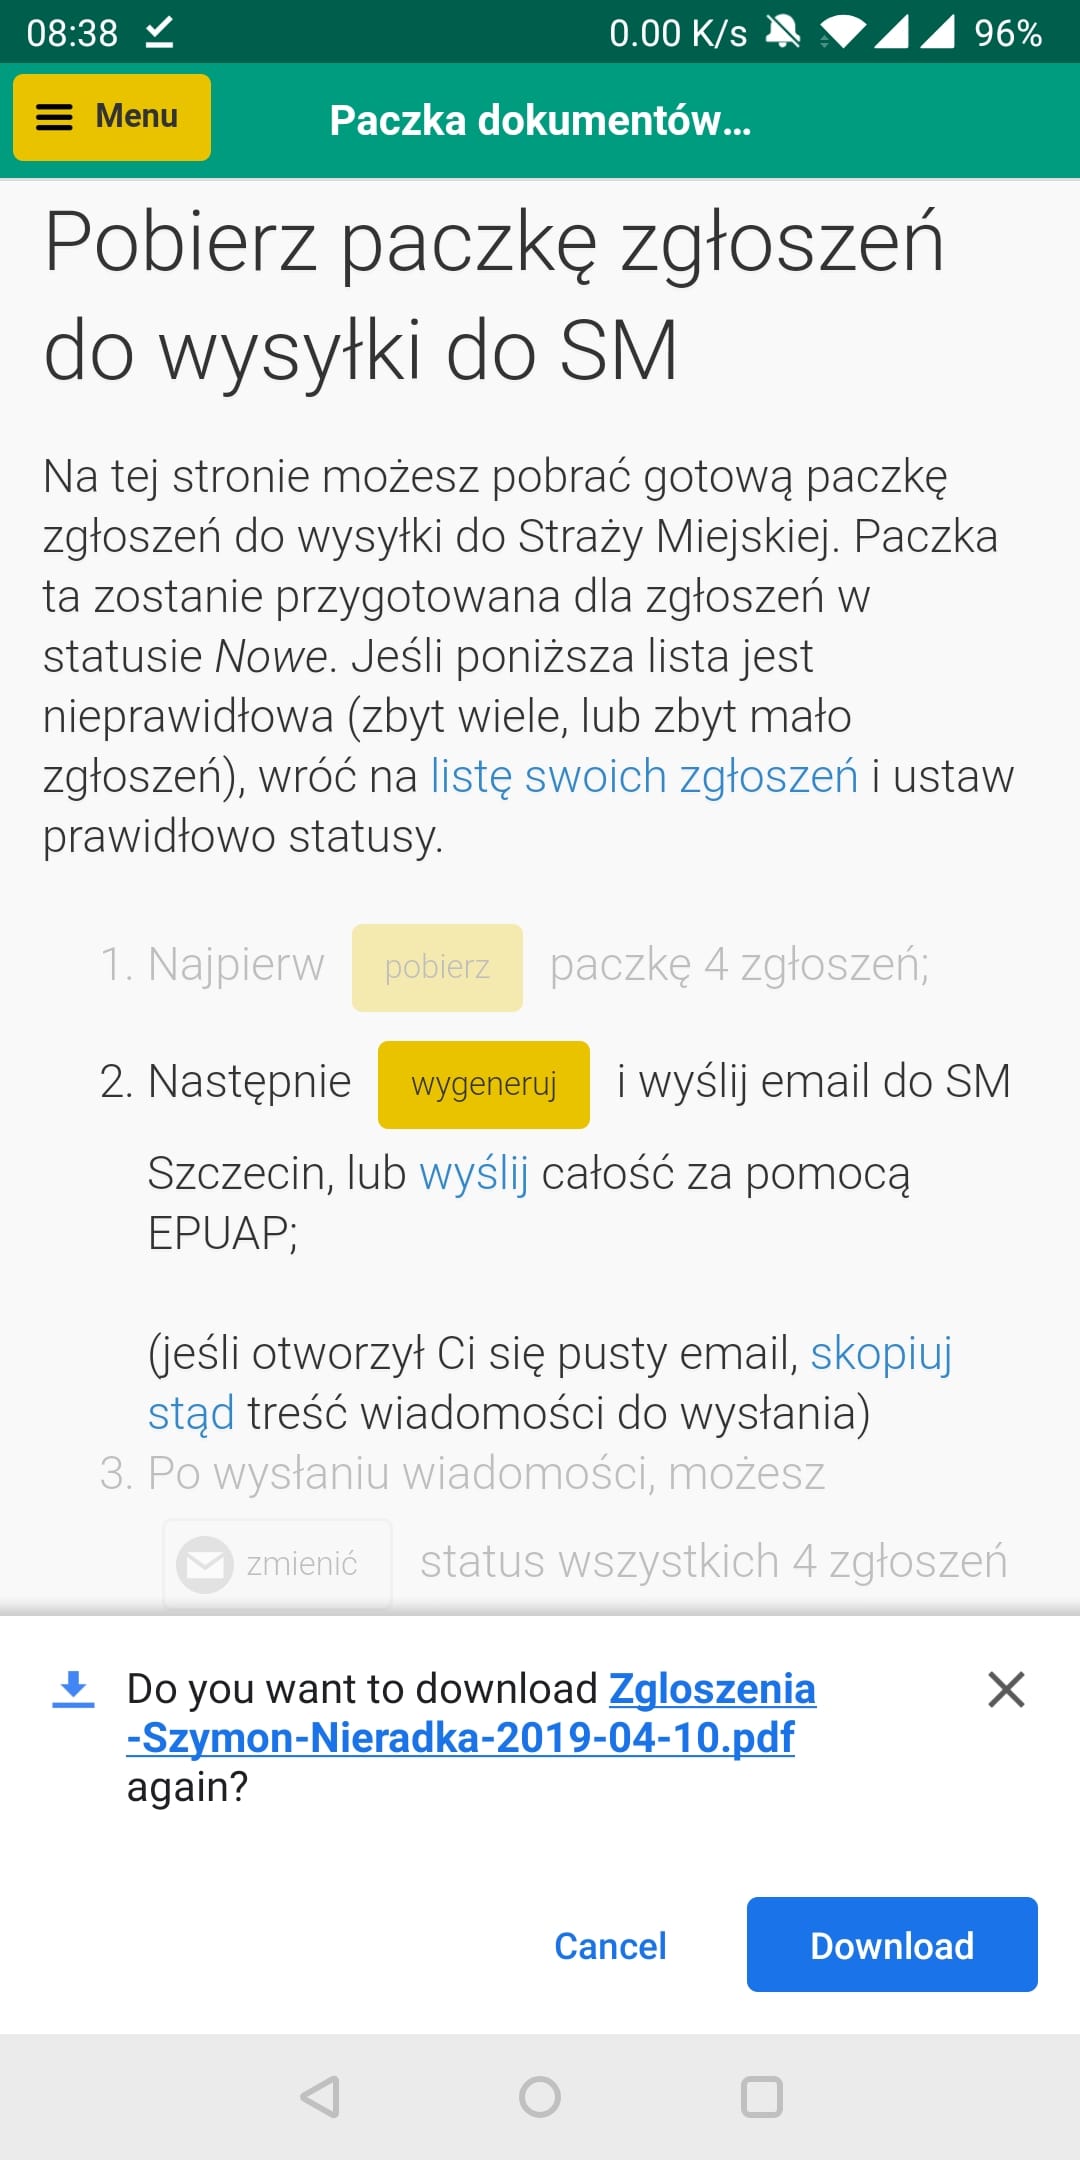 08:38 0.00 K/s 96%
Menu Paczka dokumentów...
Pobierz paczkę zgłoszeń
do wysyłki do SM
Na tej stronie możesz pobrać gotową paczkę
zgłoszeń do wysyłki do Straży Miejskiej. Paczka
ta zostanie przygotowana dla zgłoszeń w
statusie Nowe. Jeśli poniższa lista jest
nieprawidłowa (zbyt wiele, lub zbyt mało
zgłoszeń), wróć na listę swoich zgłoszeń i ustaw
prawidłowo statusy.
1. Najpierw pobierz paczkę 4 zgłoszeń;
2. Następnie wygeneruj i wyślij email do SM
Szczecin, lub wyślij całość za pomocą
EPUAP;
(jeśli otworzył Ci się pusty email, skopiuj
stąd treść wiadomości do wysłania)
3. Po wysłaniu wiadomości, możesz
zmienić status wszystkich 4 zgłoszeń
Do you want to download Zgloszenia
-Szymon-Nieradka-2019-04-10.pdf
again?
Cancel Download